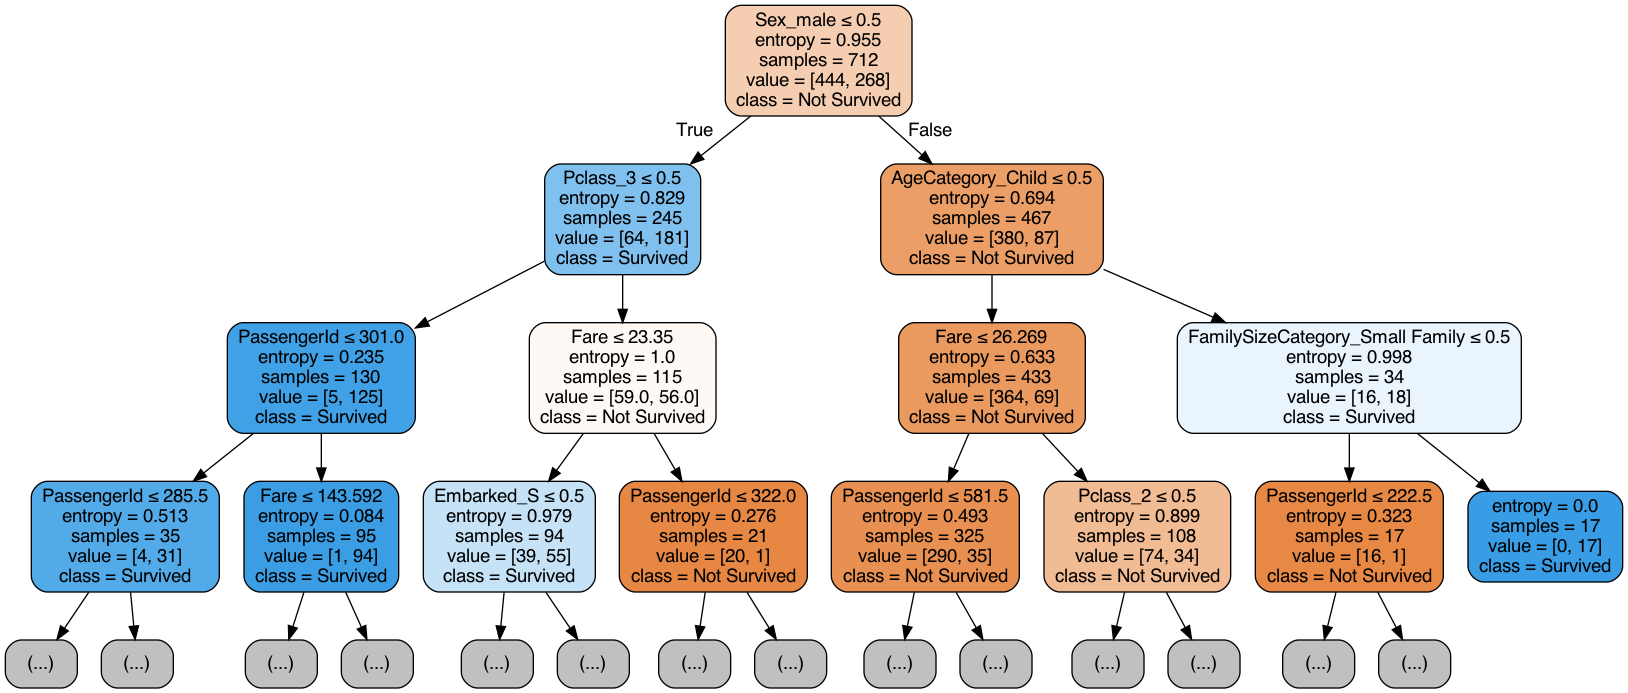 Sex_male ≤ 0.5
entropy = 0.955
samples = 712
value = [444, 268]
class = Not Survived
True
False
Pclass_3 ≤ 0.5
entropy = 0.829
samples = 245
value = [64, 181]
class = Survived
AgeCategory_Child ≤ 0.5
entropy = 0.694
samples = 467
value = [380, 87]
class = Not Survived
PassengerId ≤ 301.0
entropy = 0.235
samples = 130
value = [5, 125]
class = Survived
Fare ≤ 23.35
entropy = 1.0
samples = 115
value = [59.0, 56.0]
class = Not Survived
Fare ≤ 26.269
entropy = 0.633
samples = 433
value = [364, 69]
class = Not Survived
FamilySizeCategory_Small Family ≤ 0.5
entropy = 0.998
samples = 34
value = [16, 18]
class = Survived
PassengerId ≤ 285.5
entropy = 0.513
samples = 35
value = [4, 31]
class = Survived
Fare ≤ 143.592
entropy = 0.084
samples = 95
value = [1, 94]
class = Survived
Embarked_S ≤ 0.5
entropy = 0.979
samples = 94
value = [39, 55]
class = Survived
PassengerId ≤ 322.0
entropy = 0.276
samples = 21
value = [20, 1]
class = Not Survived
PassengerId ≤ 581.5
entropy = 0.493
samples = 325
value = [290, 35]
class = Not Survived
Pclass_2 ≤ 0.5
entropy = 0.899
samples = 108
value = [74, 34]
class = Not Survived
PassengerId ≤ 222.5
entropy = 0.323
samples = 17
value = [16, 1]
class = Not Survived
entropy = 0.0
samples = 17
value = [0, 17]
class = Survived
(...)
(...)
(...)
(...)
(...)
(...)
(...)
(...)
(...)
(...)
(...)
(...)
(...)
(...)